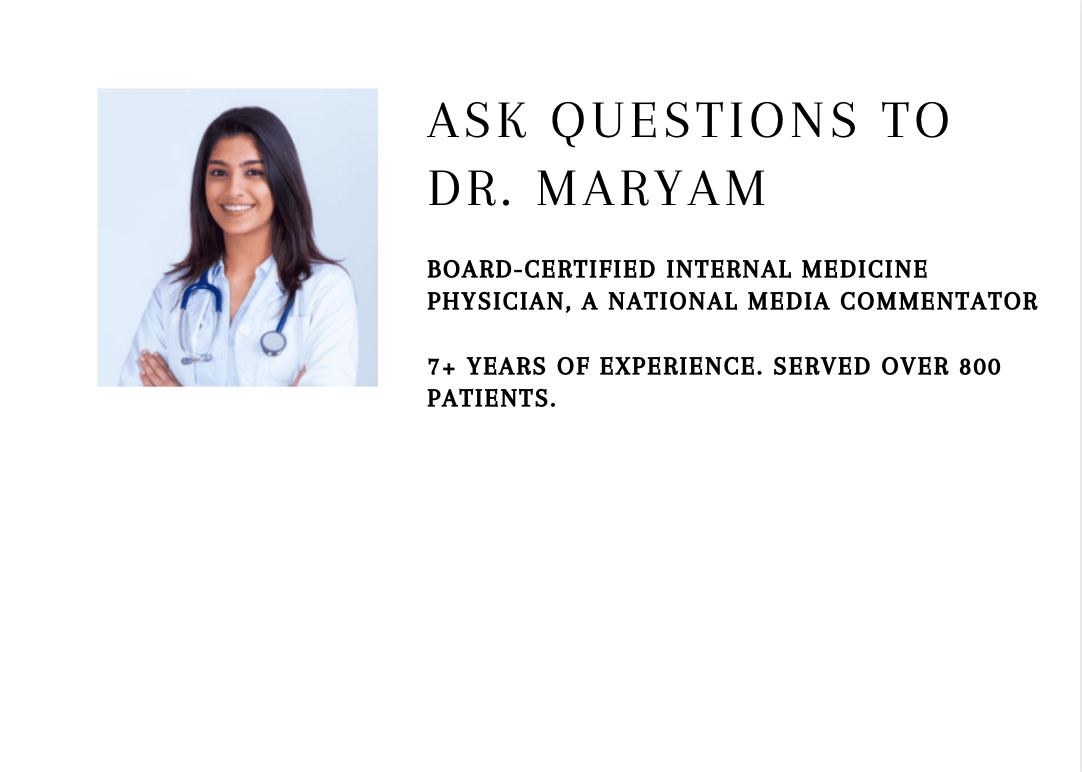 ASK QUESTIONS TO
DR. MARYAM
BOARD-CERTIFIED INTERNAL MEDICINE
PHYSICIAN, A NATIONAL MEDIA COMMENTATOR
7+ YEARS OF EXPERIENCE. SERVED OVER 800
PATIENTS.